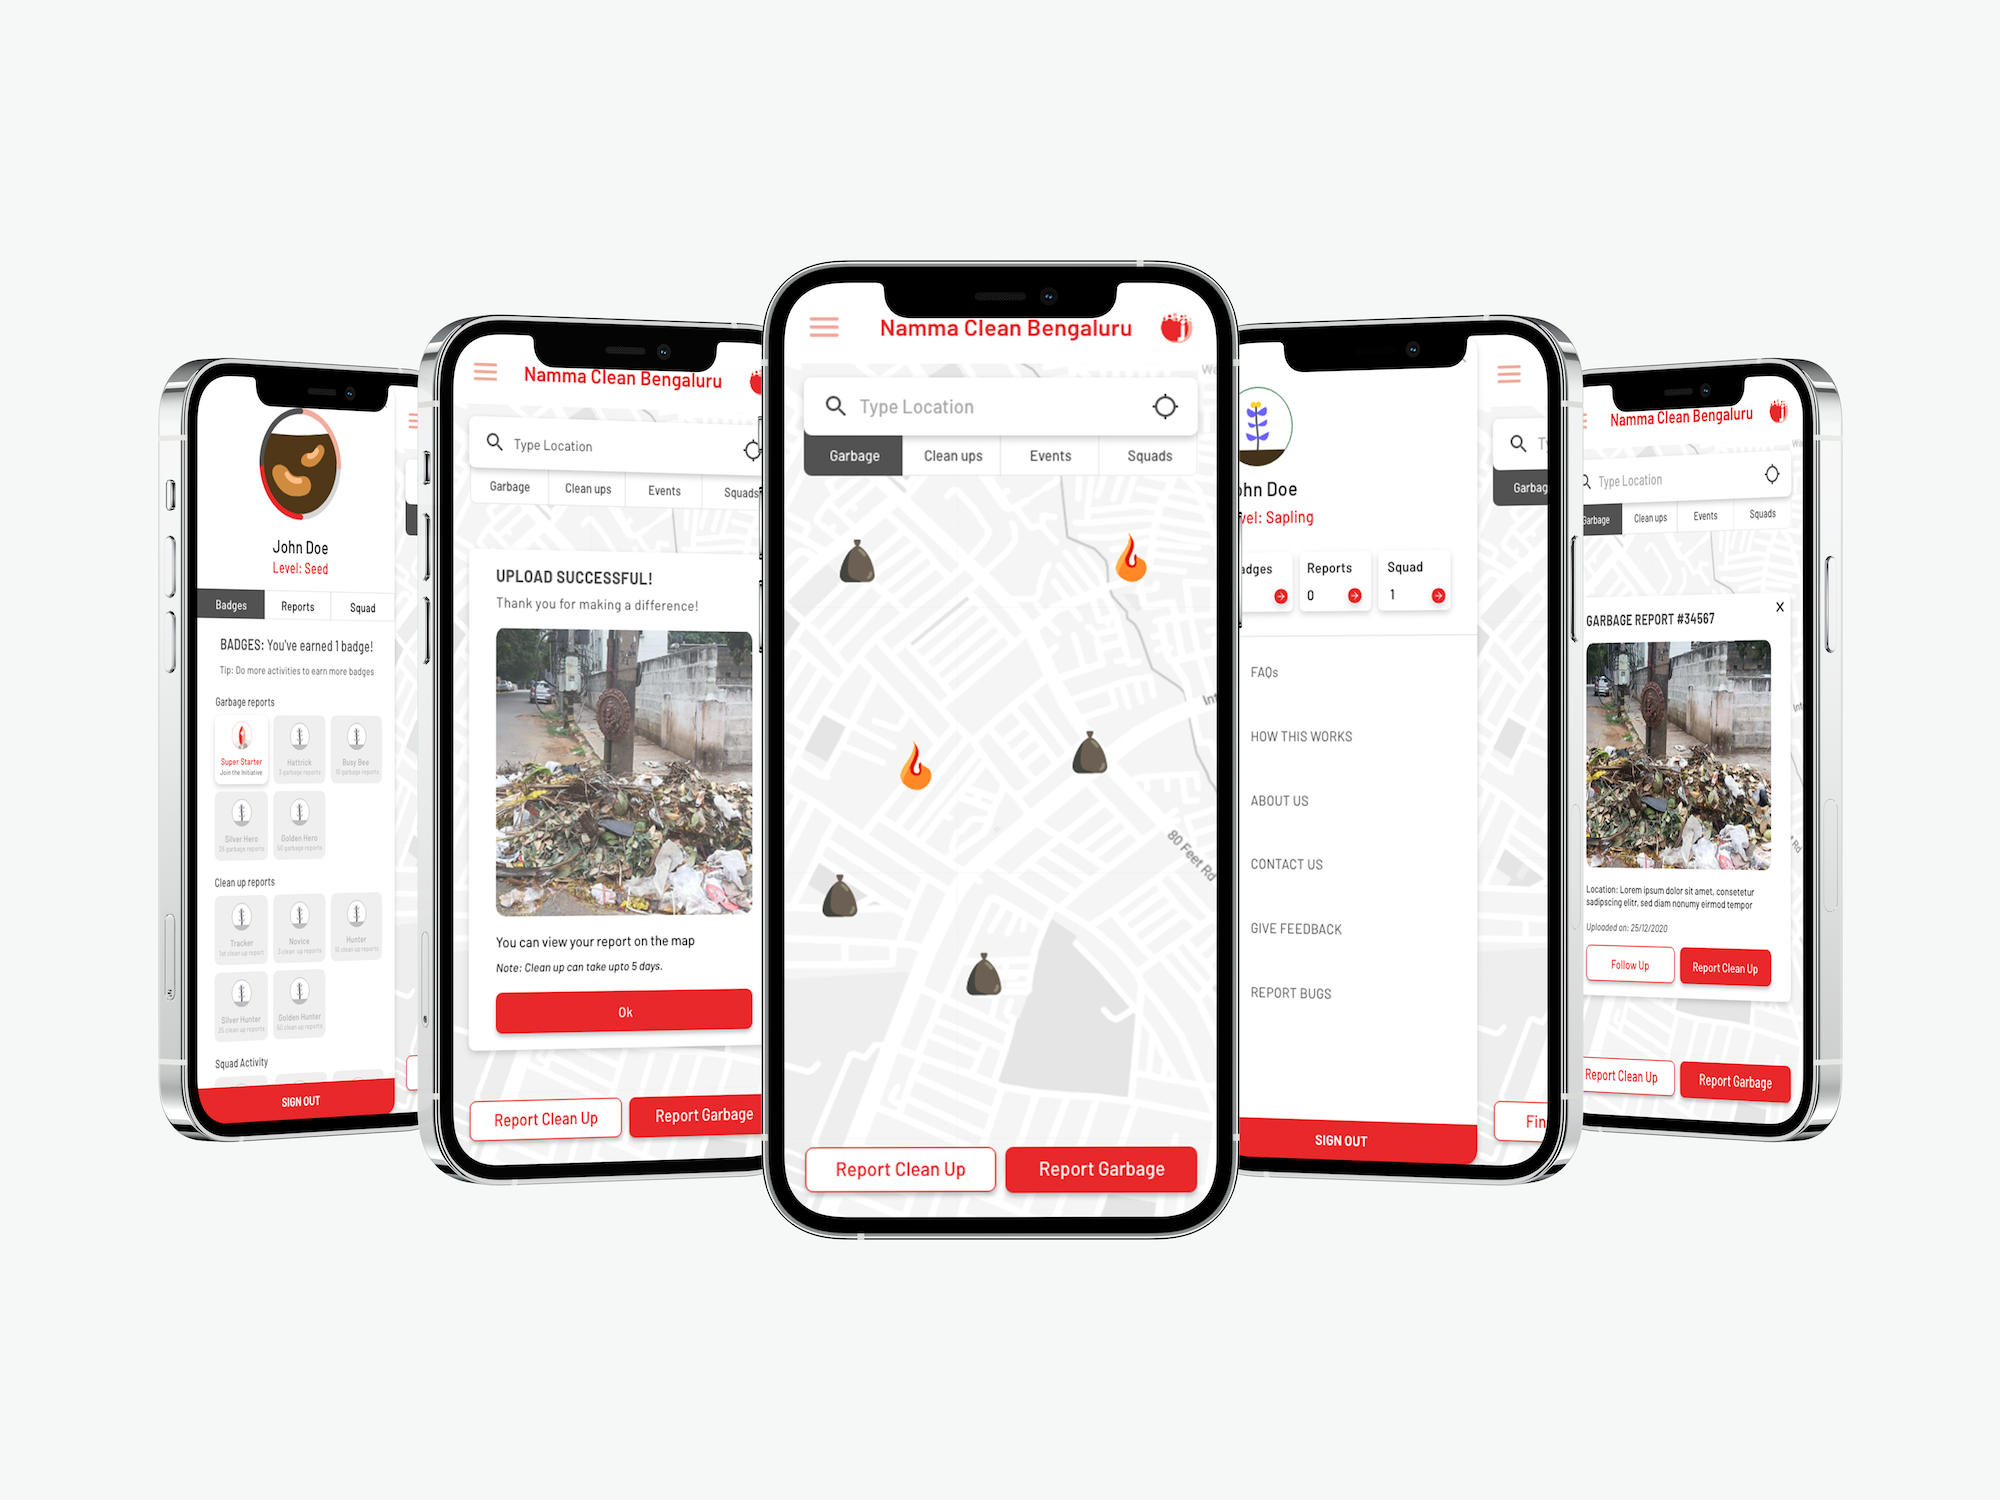 John Doe
Level: Seed
Badges
Reports
Squad
BADGES: You've earned 1 badge!
Tip: Do more activities to earn more badges
Garbage reports
Super Starter
Join the Initiative
Hattrick
3 garbage reports
Busy Bee
10 garbage reports
Silver Hero
25 garbage reports
Golden Hero
50 garbage reports
Clean up reports
Tracker
1st clean up report
Novice
3 clean up reports
Hunter
10 clean up reports
Silver Hunter
25 clean up reports
Golden Hunter
50 clean up reports
Squad Activity
SIGN OUT
Namma Clean Bengaluru
Type Location
Garbage
Clean ups
Events
Squads
UPLOAD SUCCESSFUL!
Thank you for making a difference!
You can view your report on the map
Note: Clean up can take upto 5 days.
Ok
Report Clean Up
Report Garbage
Namma Clean Bengaluru
Type Location
Garbage
Clean ups
Events
Squads
80 Feet Rd
Report Clean Up
Report Garbage
ohn Doe
vel: Sapling
adges
Reports
0
Squad
1
FAQs
HOW THIS WORKS
ABOUT US
CONTACT US
GIVE FEEDBACK
REPORT BUGS
SIGN OUT
Garbag
Fin
Namma Clean Bengaluru
Type Location
Garbage
Clean ups
Events
Squads
GARBAGE REPORT #34567
X
Location: Lorem ipsum dolor sit amet, consetetur
sadipscing elitr, sed diam nonumy eirmod tempor
Uploaded on: 25/12/2020
Follow Up
Report Clean Up
Report Clean Up
Report Garbage